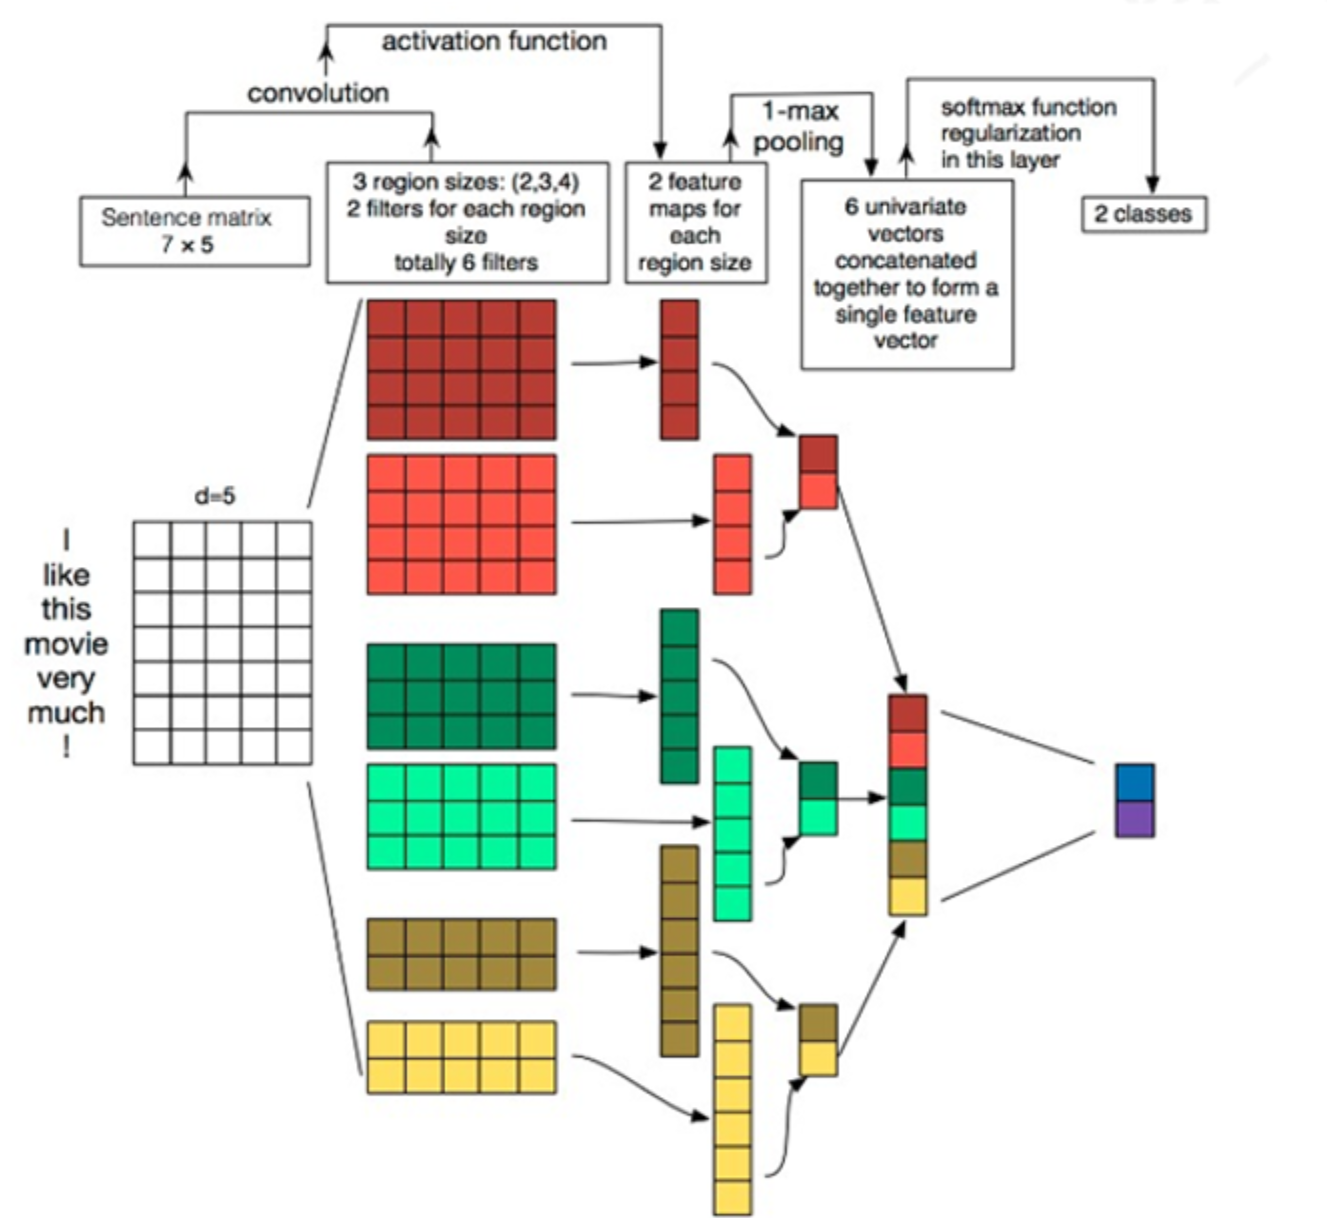 activation function
convolution
1-max
pooling
softmax function
regularization
in this layer
Sentence matrix
7 × 5
3 region sizes: (2,3,4)
2 filters for each region
size
totally 6 filters
2 feature
maps for
each
region size
6 univariate
vectors
concatenated
together to form a
single feature
vector
2 classes
d=5
I
like
this
movie
very
much
!